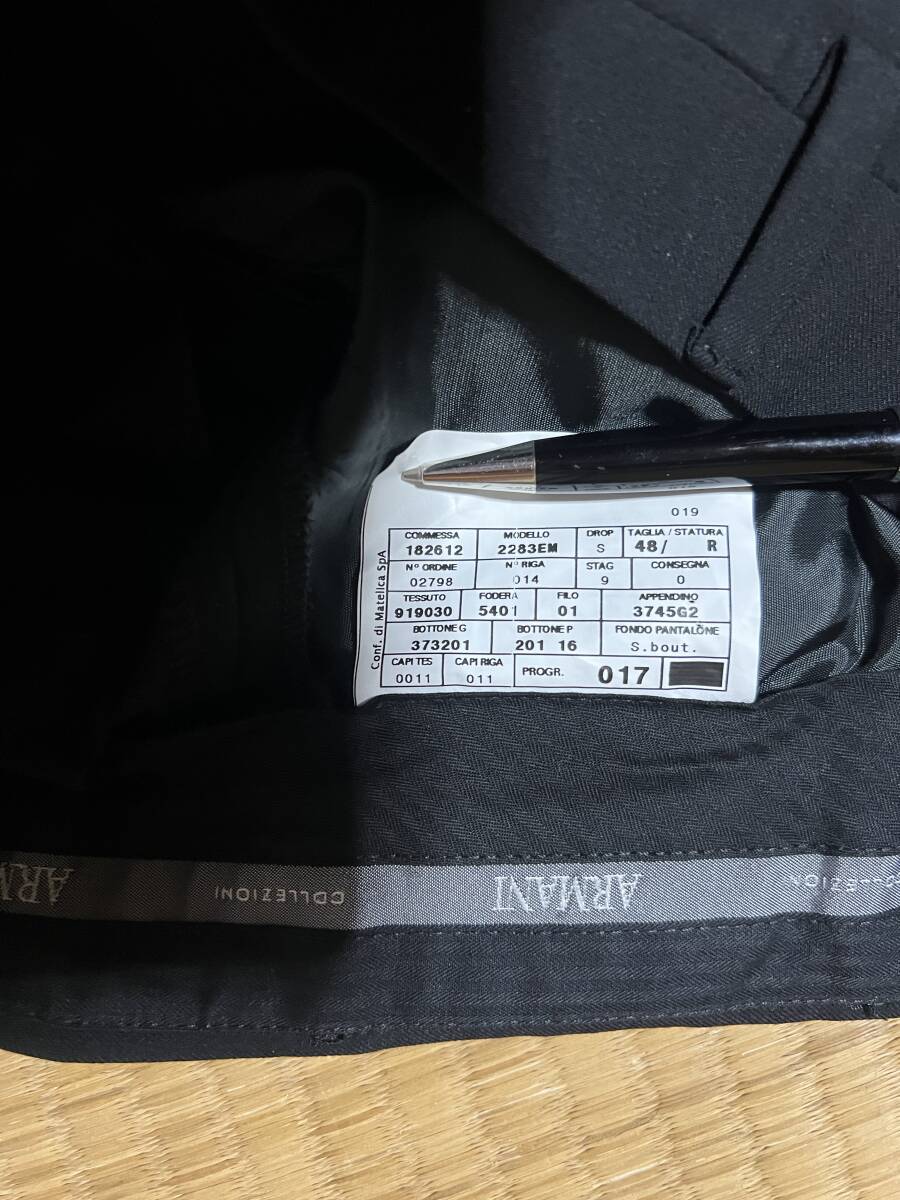 019
COMMESSA MODELLO DROP TAGLIA / STATURA
182612 2283EM S 48/ R
Nº ORDINE Nº RIGA STAG CONSEGNA
02798 014 9 0
TESSUTO FODERA FILO APPENDINO
919030 5401 01 3745G2
BOTTONE G BOTTONE P FONDO PANTALONE
373201 201 16 S.bout.
CAPI TES CAPI RIGA PROGR. 017
0011 011
Conf. di Matelica SpA
ARMANI COLLEZIONI ARMANI COLLEZIONI